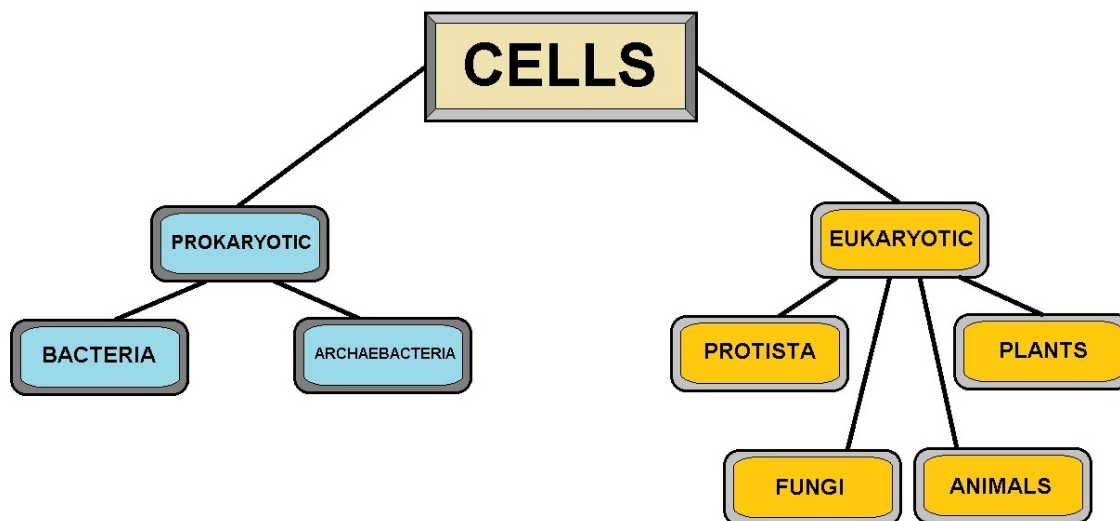 CELLS
PROKARYOTIC
EUKARYOTIC
BACTERIA
ARCHAEBACTERIA
PROTISTA
PLANTS
FUNGI
ANIMALS